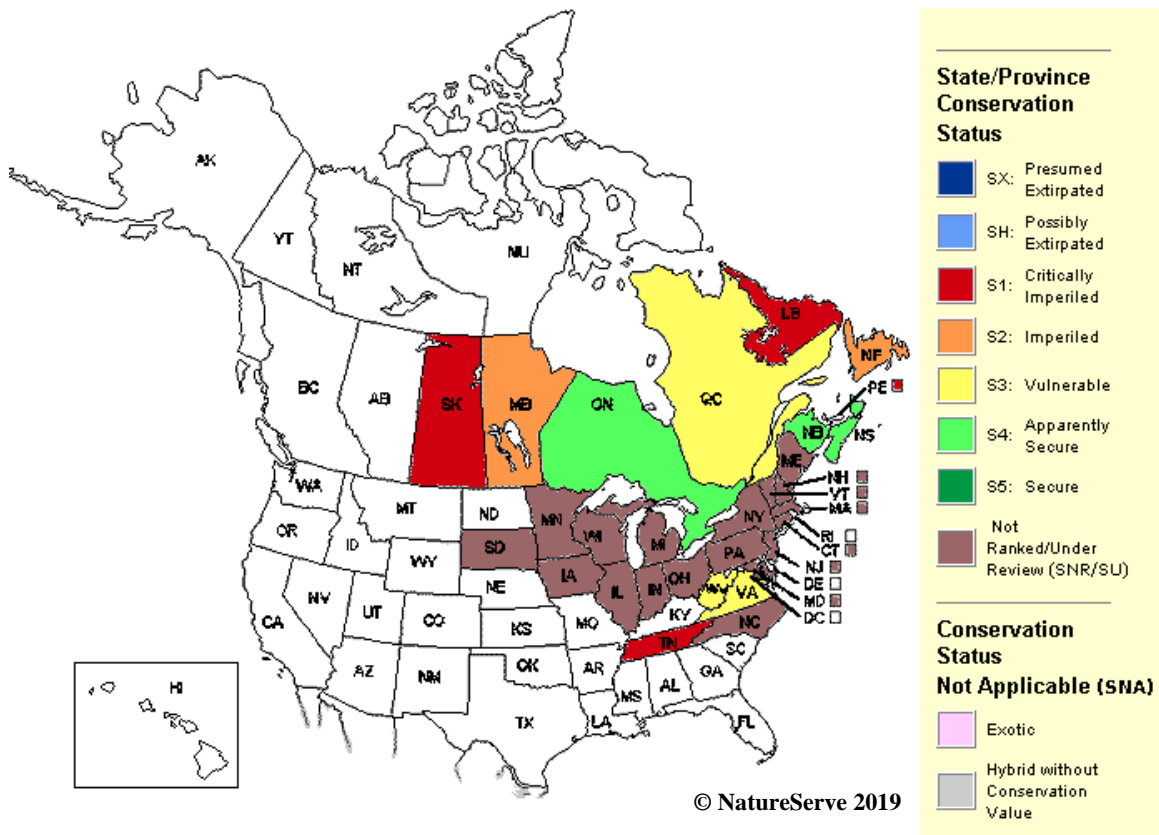 AK
YT
NT
NU
BC
AB
SK
MB
ON
QC
LB
NF
PE
NB
NS
ME
NH
VT
MA
RI
CT
NJ
DE
MD
DC
WA
MT
ND
MN
WI
MI
NY
OR
ID
WY
SD
IA
IL
IN
OH
PA
NV
UT
CO
NE
KS
MO
KY
WV
VA
CA
AZ
NM
OK
AR
TN
NC
SC
TX
LA
MS
AL
GA
FL
HI
© NatureServe 2019
State/Province
Conservation
Status
SX: Presumed
Extirpated
SH: Possibly
Extirpated
S1: Critically
Imperiled
S2: Imperiled
S3: Vulnerable
S4: Apparently
Secure
S5: Secure
Not
Ranked/Under
Review (SNR/SU)
Conservation
Status
Not Applicable (SNA)
Exotic
Hybrid without
Conservation
Value